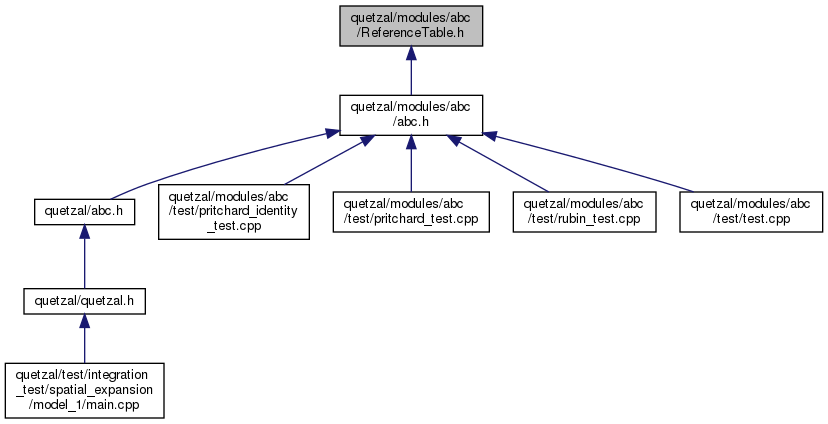 quetzal/modules/abc
/ReferenceTable.h
quetzal/modules/abc
/abc.h
quetzal/abc.h
quetzal/modules/abc
/test/pritchard_identity
_test.cpp
quetzal/modules/abc
/test/pritchard_test.cpp
quetzal/modules/abc
/test/rubin_test.cpp
quetzal/modules/abc
/test/test.cpp
quetzal/quetzal.h
quetzal/test/integration
_test/spatial_expansion
/model_1/main.cpp